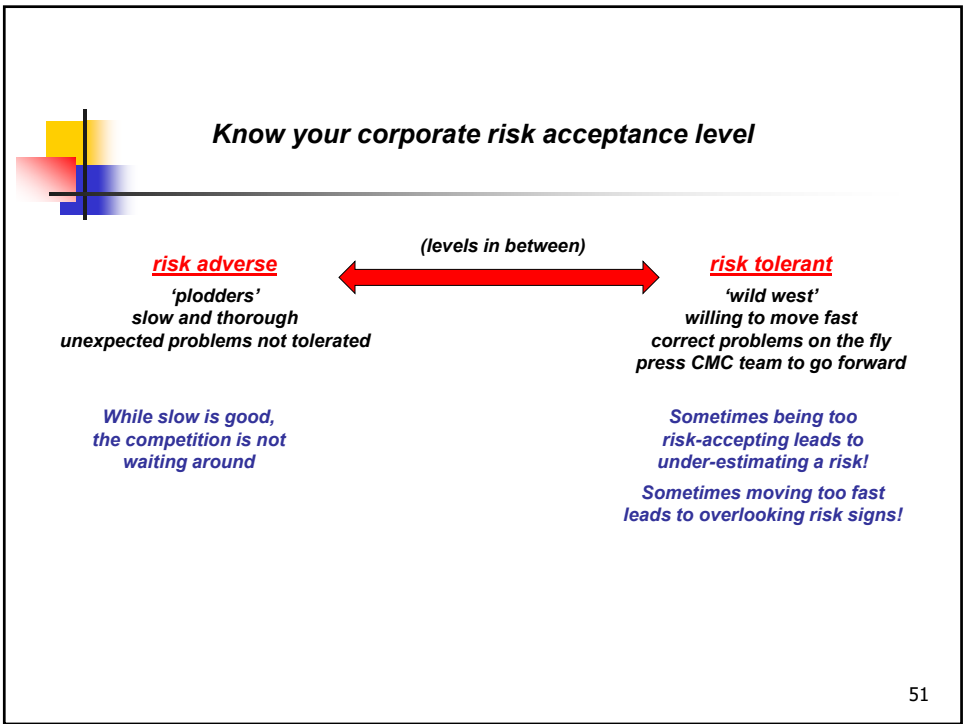 Know your corporate risk acceptance level
(levels in between)
risk adverse
‘plodders’
slow and thorough
unexpected problems not tolerated
While slow is good,
the competition is not
waiting around
risk tolerant
‘wild west’
willing to move fast
correct problems on the fly
press CMC team to go forward
Sometimes being too
risk-accepting leads to
under-estimating a risk!
Sometimes moving too fast
leads to overlooking risk signs!
51